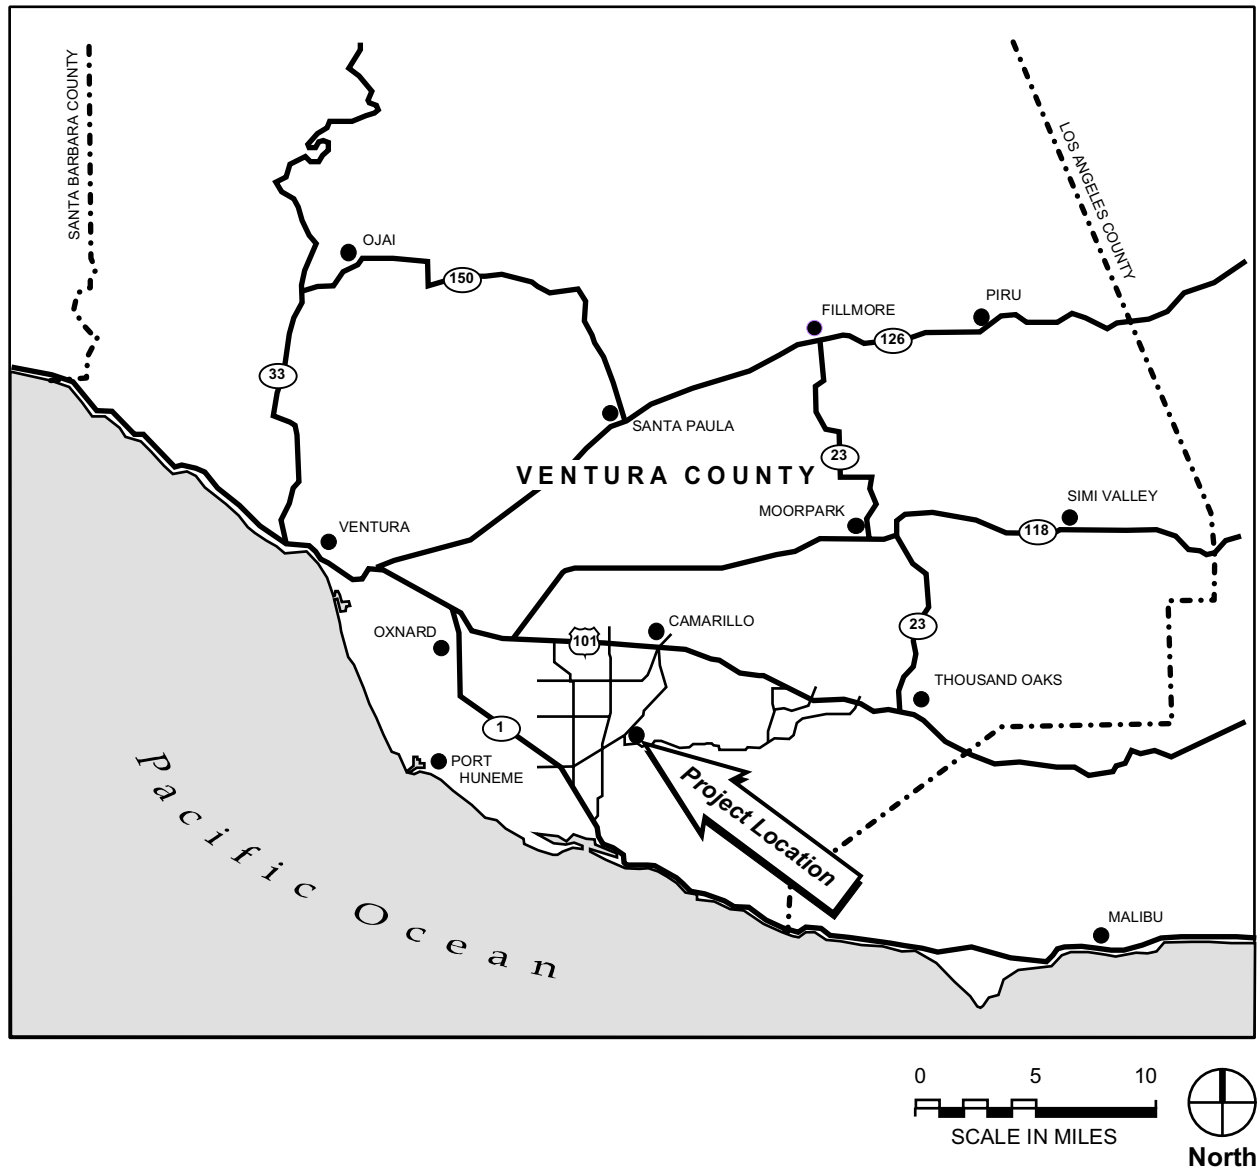 SANTA BARBARA COUNTY
LOS ANGELES COUNTY
OJAI
150
PIRU
FILLMORE
126
33
SANTA PAULA
23
VENTURA COUNTY
SIMI VALLEY
MOORPARK
VENTURA
118
CAMARILLO
OXNARD
101
23
THOUSAND OAKS
1
PORT
HUNEME
Project Location
Pacific Ocean
MALIBU
0 5 10
SCALE IN MILES
North